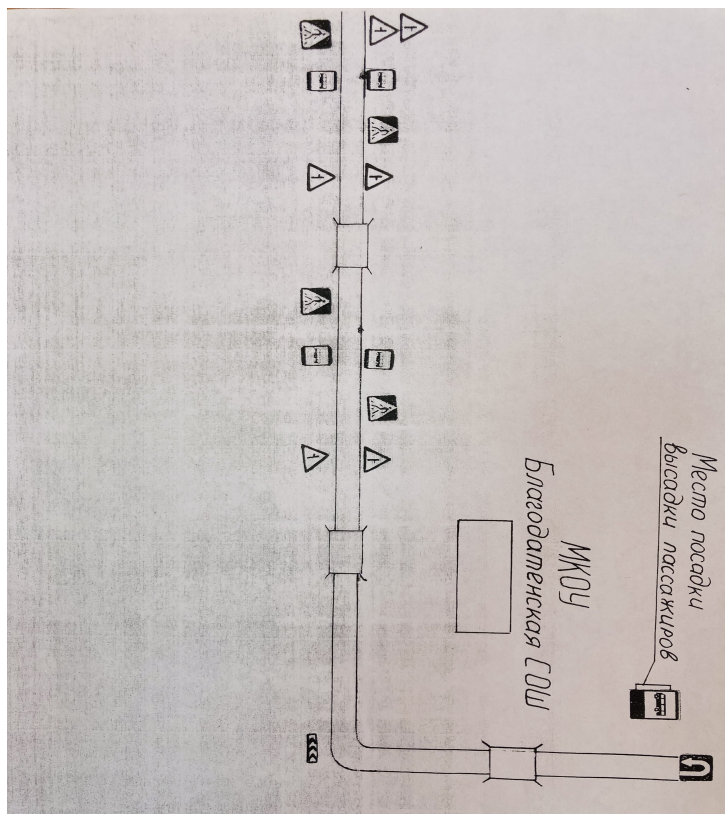 Место посадки
высадки пассажиров
МКОУ
Благодатенская СОШ